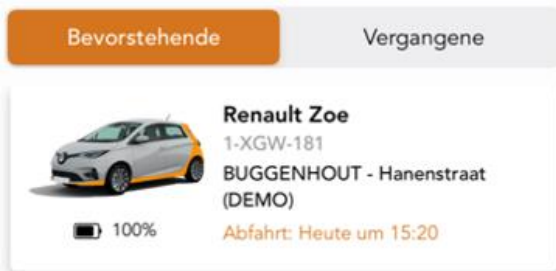 Bevorstehende
Vergangene
Renault Zoe
1-XGW-181
BUGGENHOUT - Hanenstraat
(DEMO)
100%
Abfahrt: Heute um 15:20